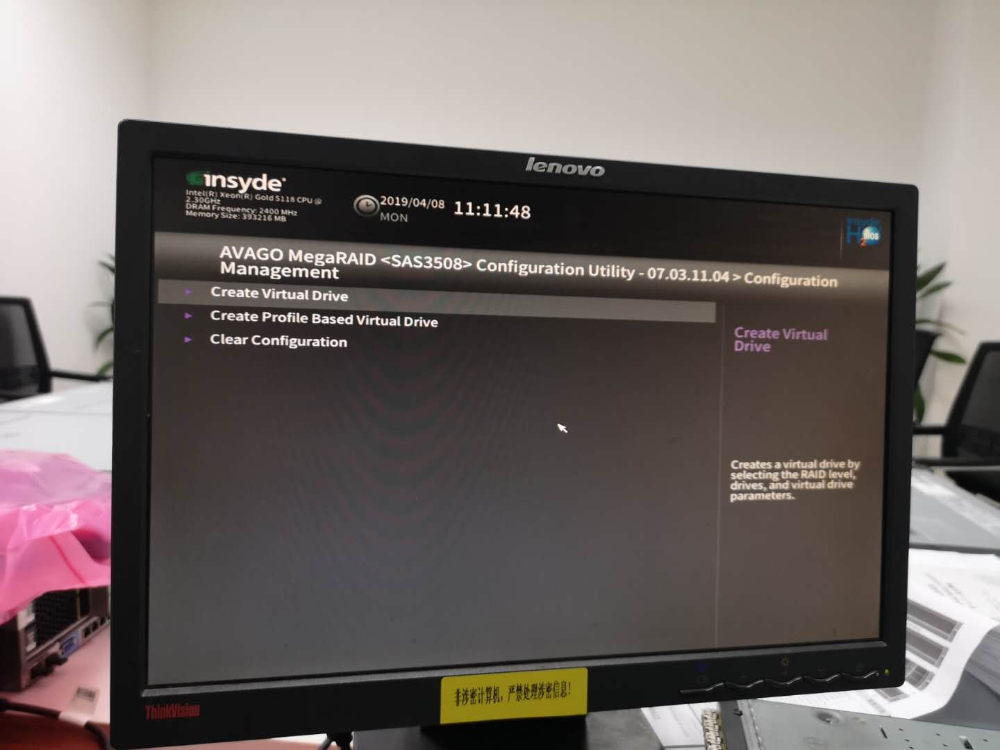 lenovo
insyde
Intel(R) Xeon(R) Gold 5118 CPU @
2.30GHz
DRAM Frequency: 2400 MHz
Memory Size: 393216 MB
2019/04/08
MON
11:11:48
insyde
H2O
Bios
AVAGO MegaRAID <SAS3508> Configuration Utility - 07.03.11.04 > Configuration
Management
Create Virtual Drive
Create Profile Based Virtual Drive
Clear Configuration
Create Virtual
Drive
Creates a virtual drive by
selecting the RAID level,
drives, and virtual drive
parameters.
ThinkVision
非涉密计算机，严禁处理涉密信息！